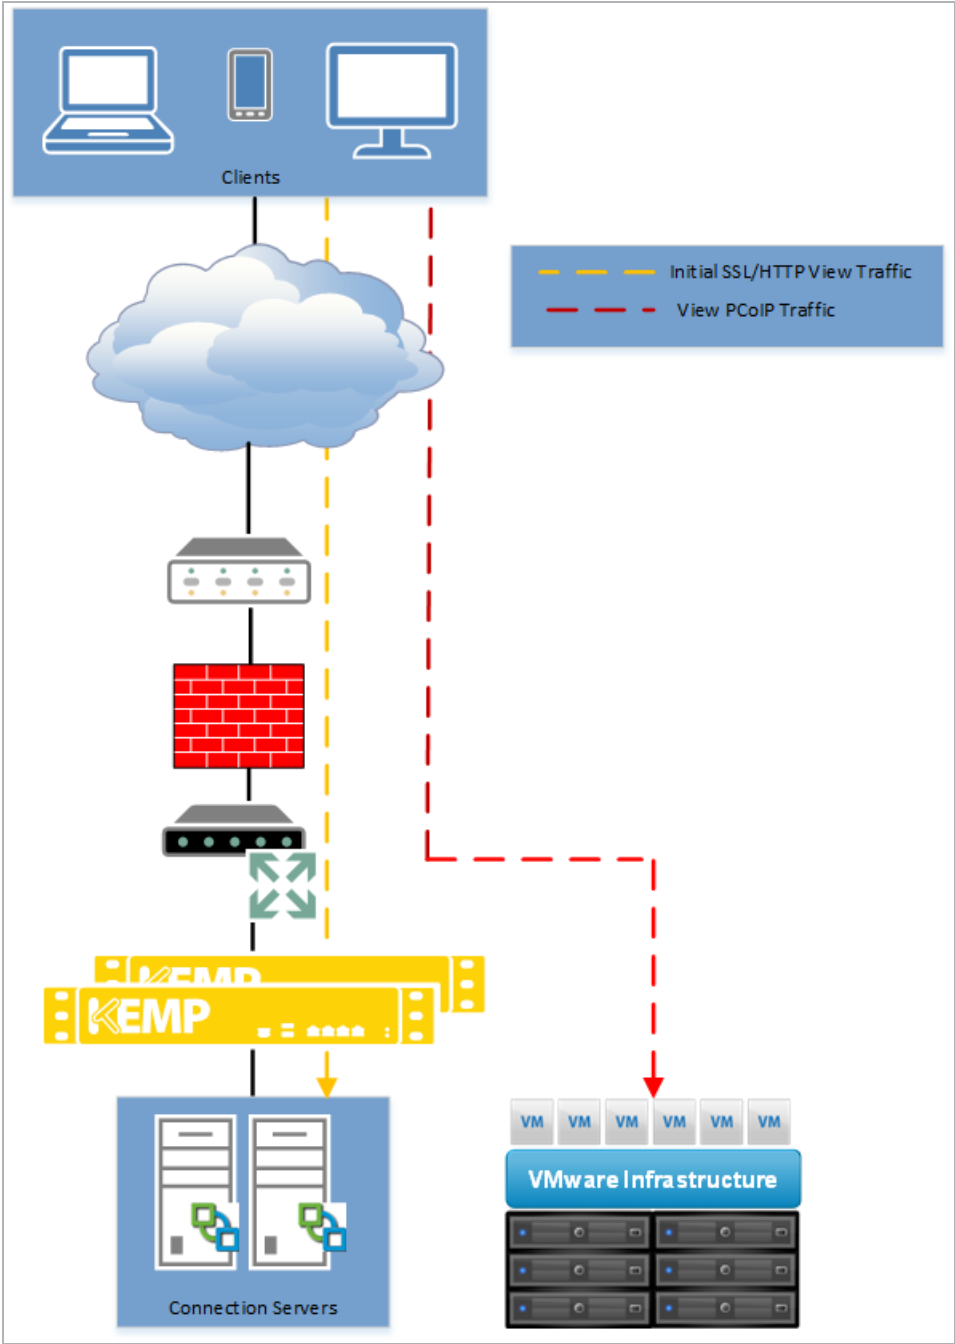 Clients
Initial SSL/HTTP View Traffic
View PCoIP Traffic
KEMP
KEMP
VM VM VM VM VM VM
VMware Infrastructure
Connection Servers